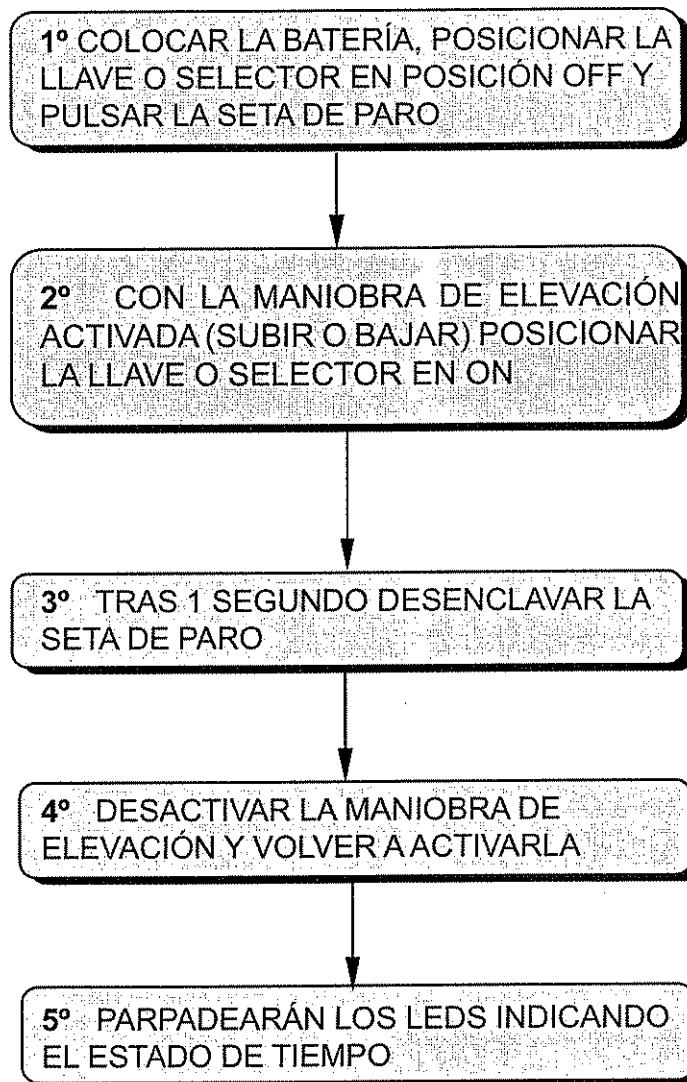 1º COLOCAR LA BATERÍA, POSICIONAR LA
LLAVE O SELECTOR EN POSICIÓN OFF Y
PULSAR LA SETA DE PARO
2º CON LA MANIOBRA DE ELEVACIÓN
ACTIVADA (SUBIR O BAJAR) POSICIONAR
LA LLAVE O SELECTOR EN ON
3º TRAS 1 SEGUNDO DESENCLAVAR LA
SETA DE PARO
4º DESACTIVAR LA MANIOBRA DE
ELEVACIÓN Y VOLVER A ACTIVARLA
5º PARPADEARÁN LOS LEDS INDICANDO
EL ESTADO DE TIEMPO